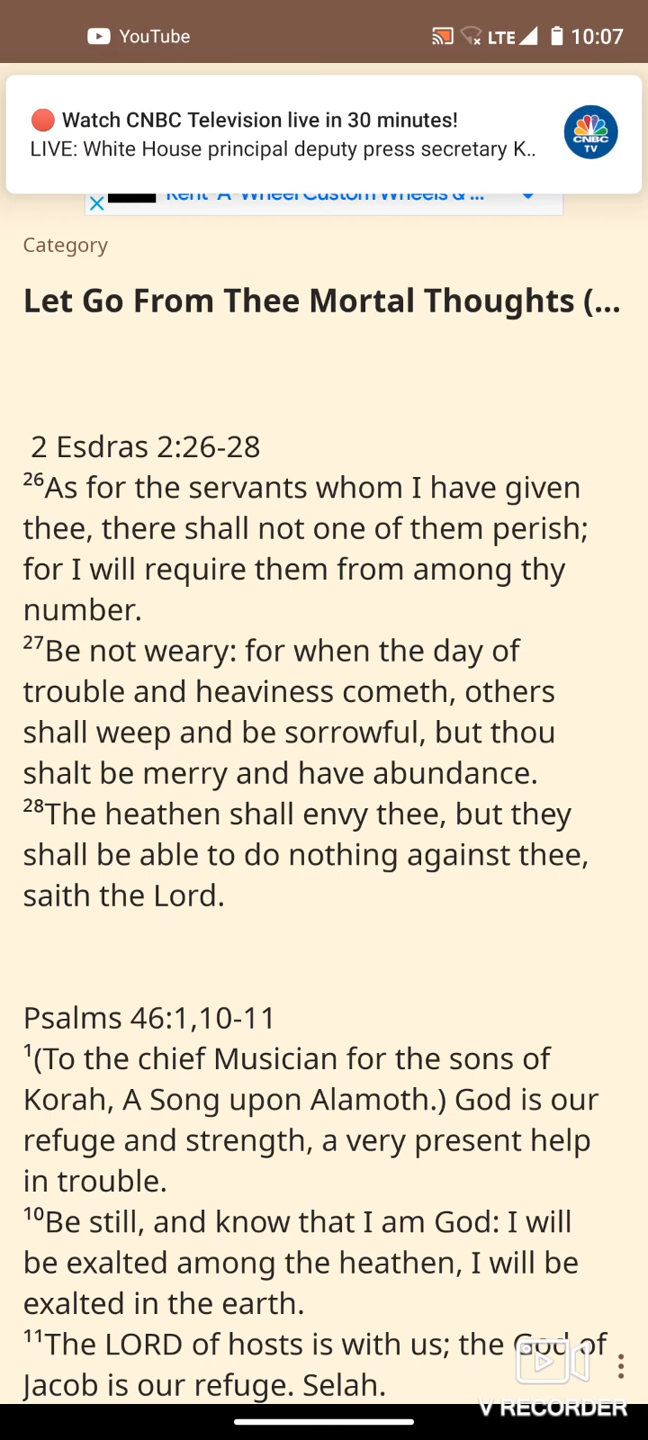 YouTube
LTE 10:07
🔴 Watch CNBC Television live in 30 minutes!
LIVE: White House principal deputy press secretary K..
CNBC
TV
Rent-A-Wheel Custom Wheels & ...
Category
Let Go From Thee Mortal Thoughts (...
2 Esdras 2:26-28
²⁶As for the servants whom I have given
thee, there shall not one of them perish;
for I will require them from among thy
number.
²⁷Be not weary: for when the day of
trouble and heaviness cometh, others
shall weep and be sorrowful, but thou
shalt be merry and have abundance.
²⁸The heathen shall envy thee, but they
shall be able to do nothing against thee,
saith the Lord.
Psalms 46:1,10-11
¹(To the chief Musician for the sons of
Korah, A Song upon Alamoth.) God is our
refuge and strength, a very present help
in trouble.
¹⁰Be still, and know that I am God: I will
be exalted among the heathen, I will be
exalted in the earth.
¹¹The LORD of hosts is with us; the God of
Jacob is our refuge. Selah.
V RECORDER